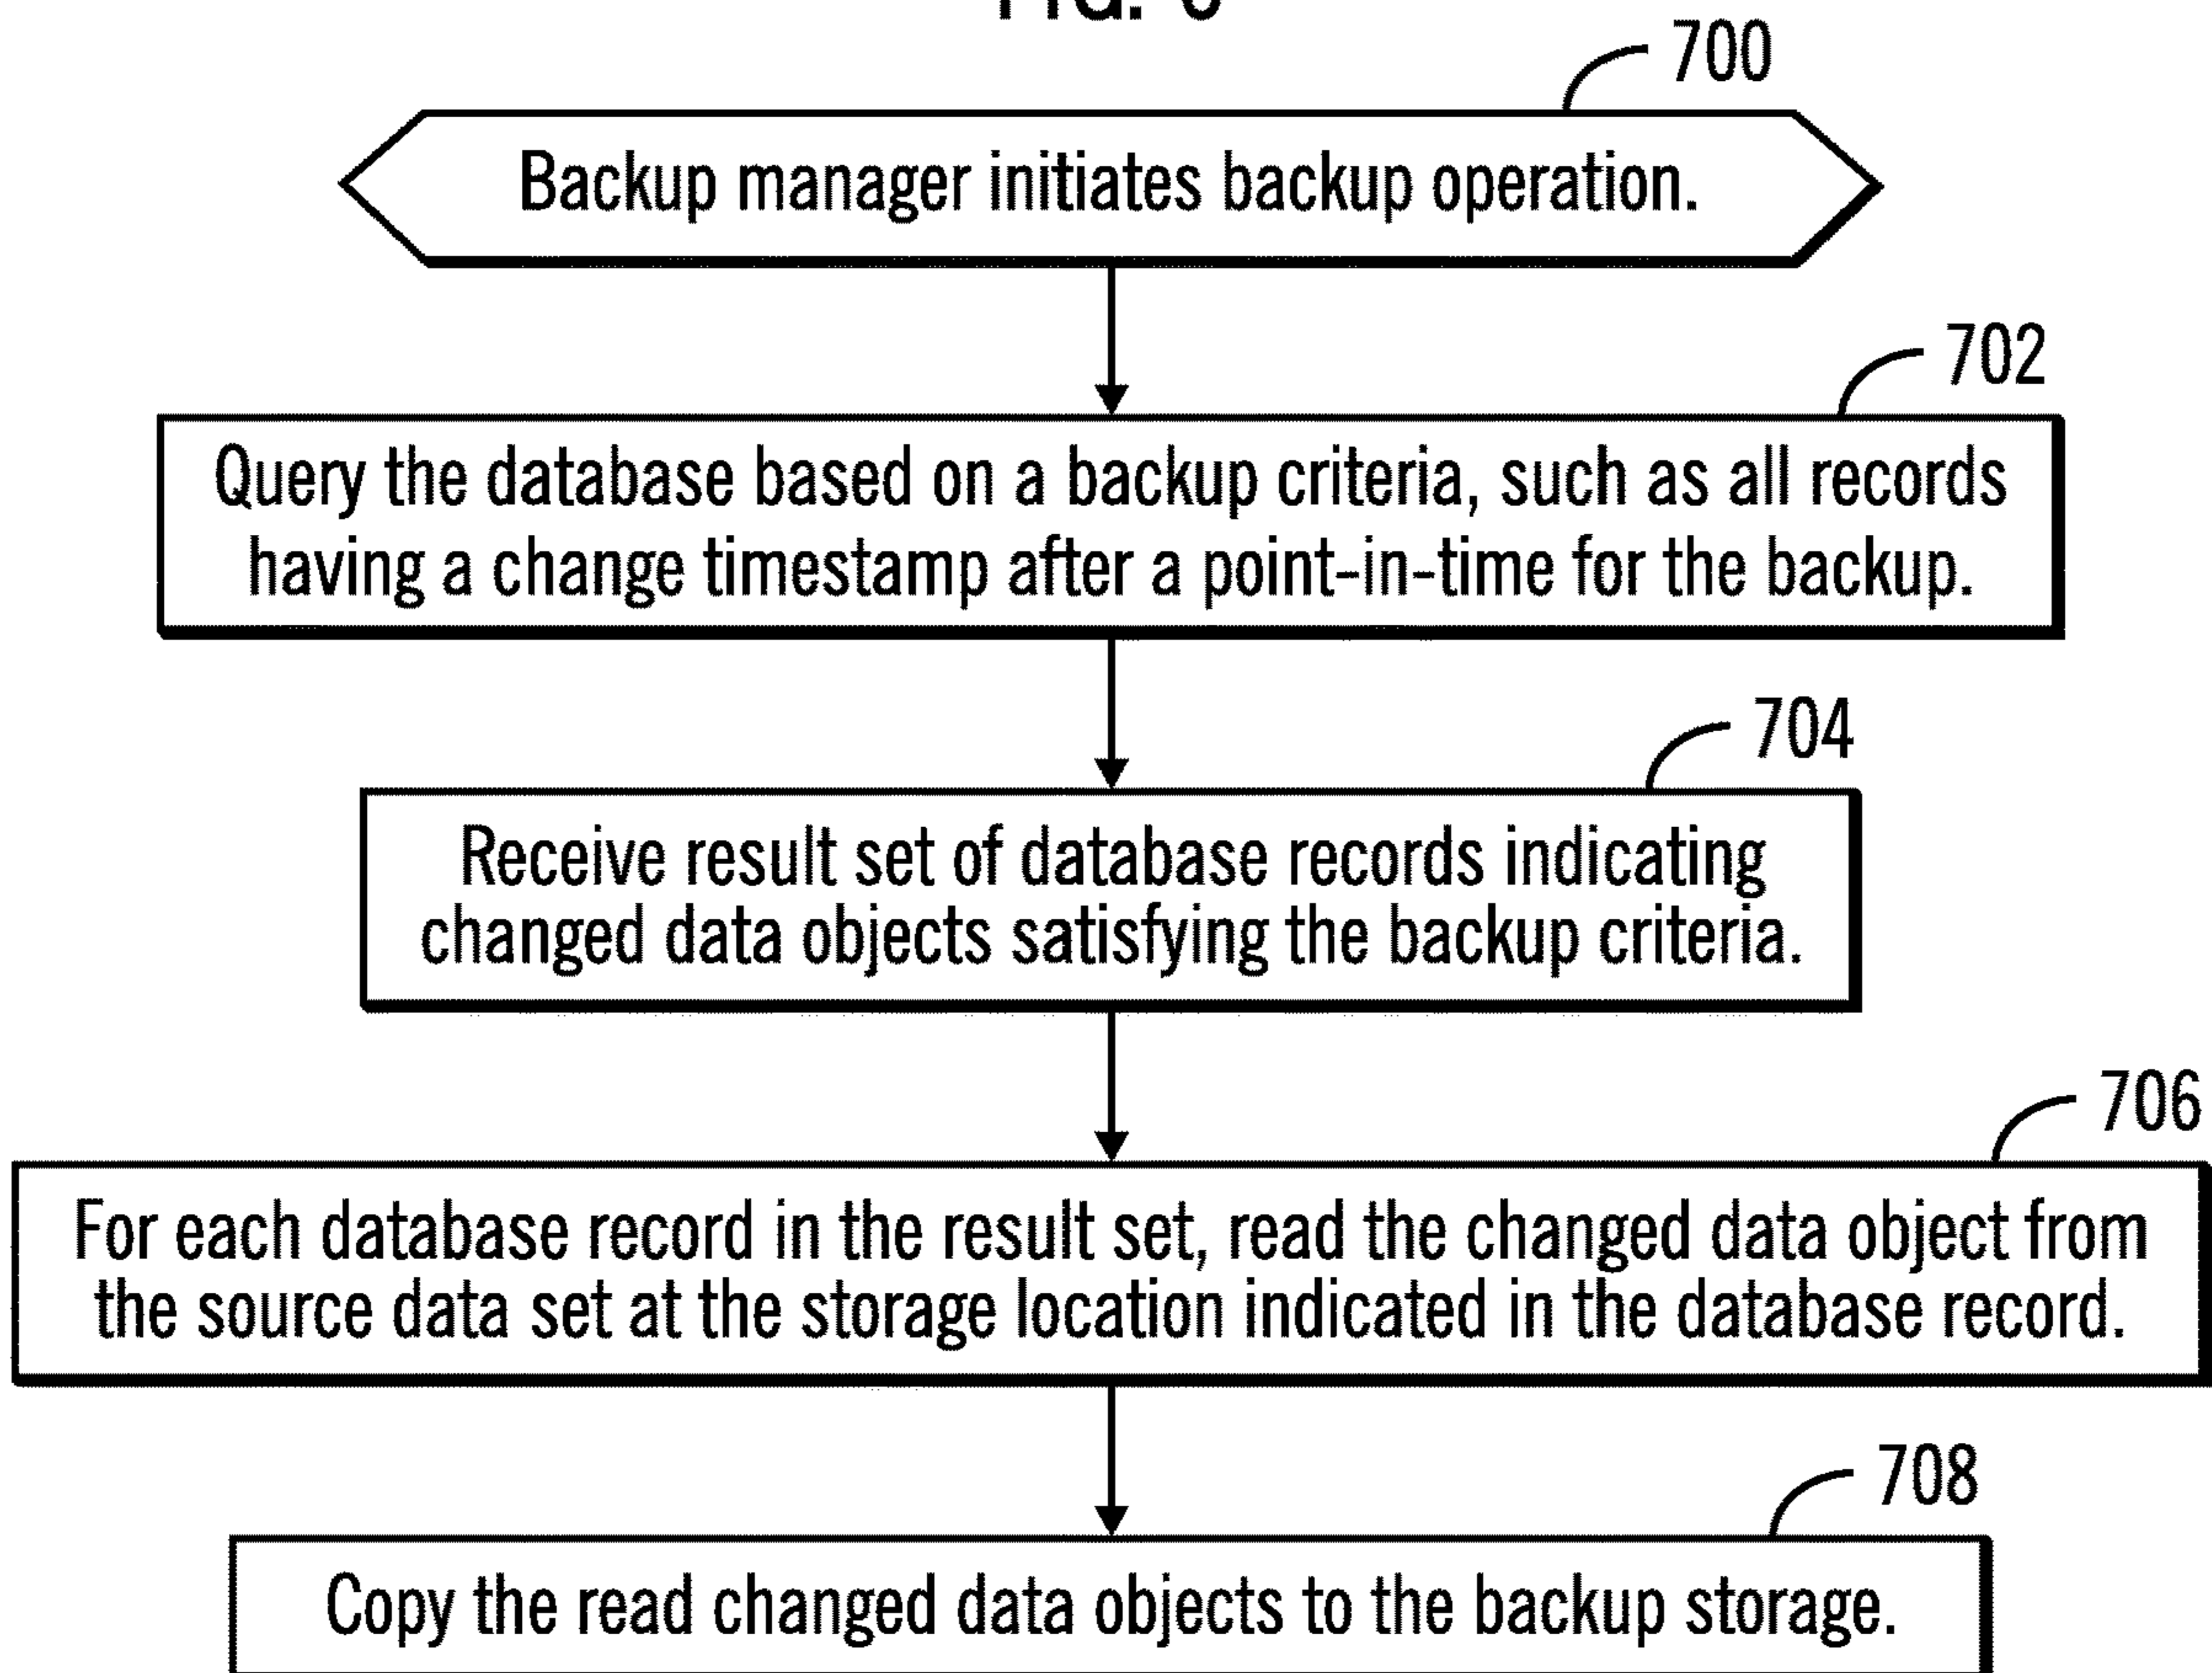 700
Backup manager initiates backup operation.
702
Query the database based on a backup criteria, such as all records
having a change timestamp after a point-in-time for the backup.
704
Receive result set of database records indicating
changed data objects satisfying the backup criteria.
706
For each database record in the result set, read the changed data object from
the source data set at the storage location indicated in the database record.
708
Copy the read changed data objects to the backup storage.